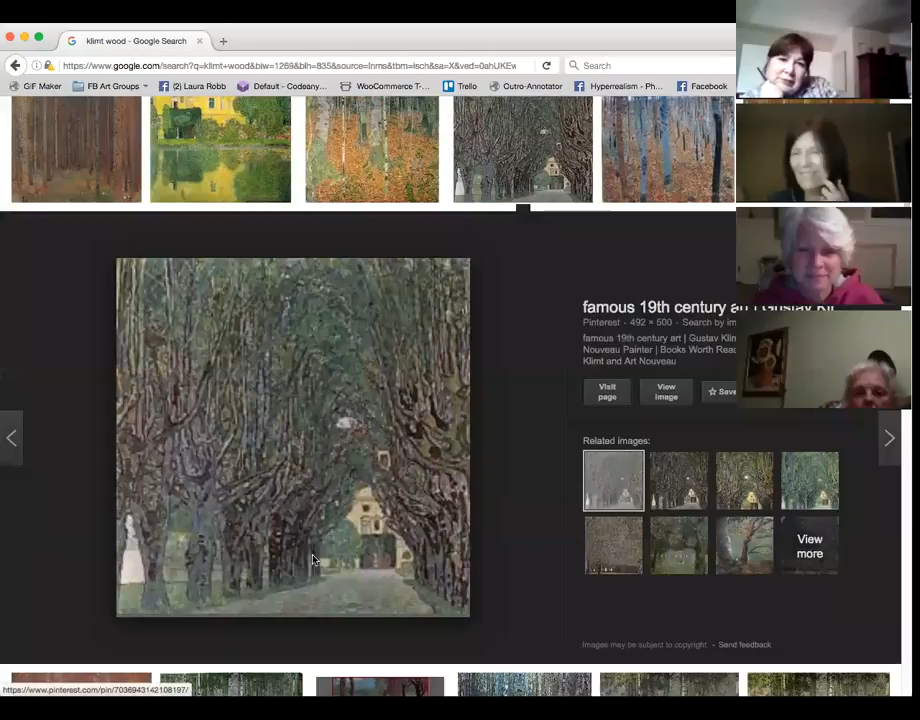 klimt wood - Google Search
https://www.google.com/search?q=klimt+wood&biw=1269&bih=835&source=lnms&tbm=isch&sa=X&ved=0ahUKEw
Search
GIF Maker
FB Art Groups
(2) Laura Robb
Default - Codeany...
WooCommerce T-...
Trello
Outro-Annotator
Hyperrealism - Ph...
Facebook
famous 19th century art | Gustav Kli
Pinterest - 492 × 500 - Search by im
famous 19th century art | Gustav Klim
Nouveau Painter | Books Worth Read
Klimt and Art Nouveau
Visit page
View image
Save
Related images:
View more
Images may be subject to copyright. - Send feedback
https://www.pinterest.com/pin/7036943142108197/